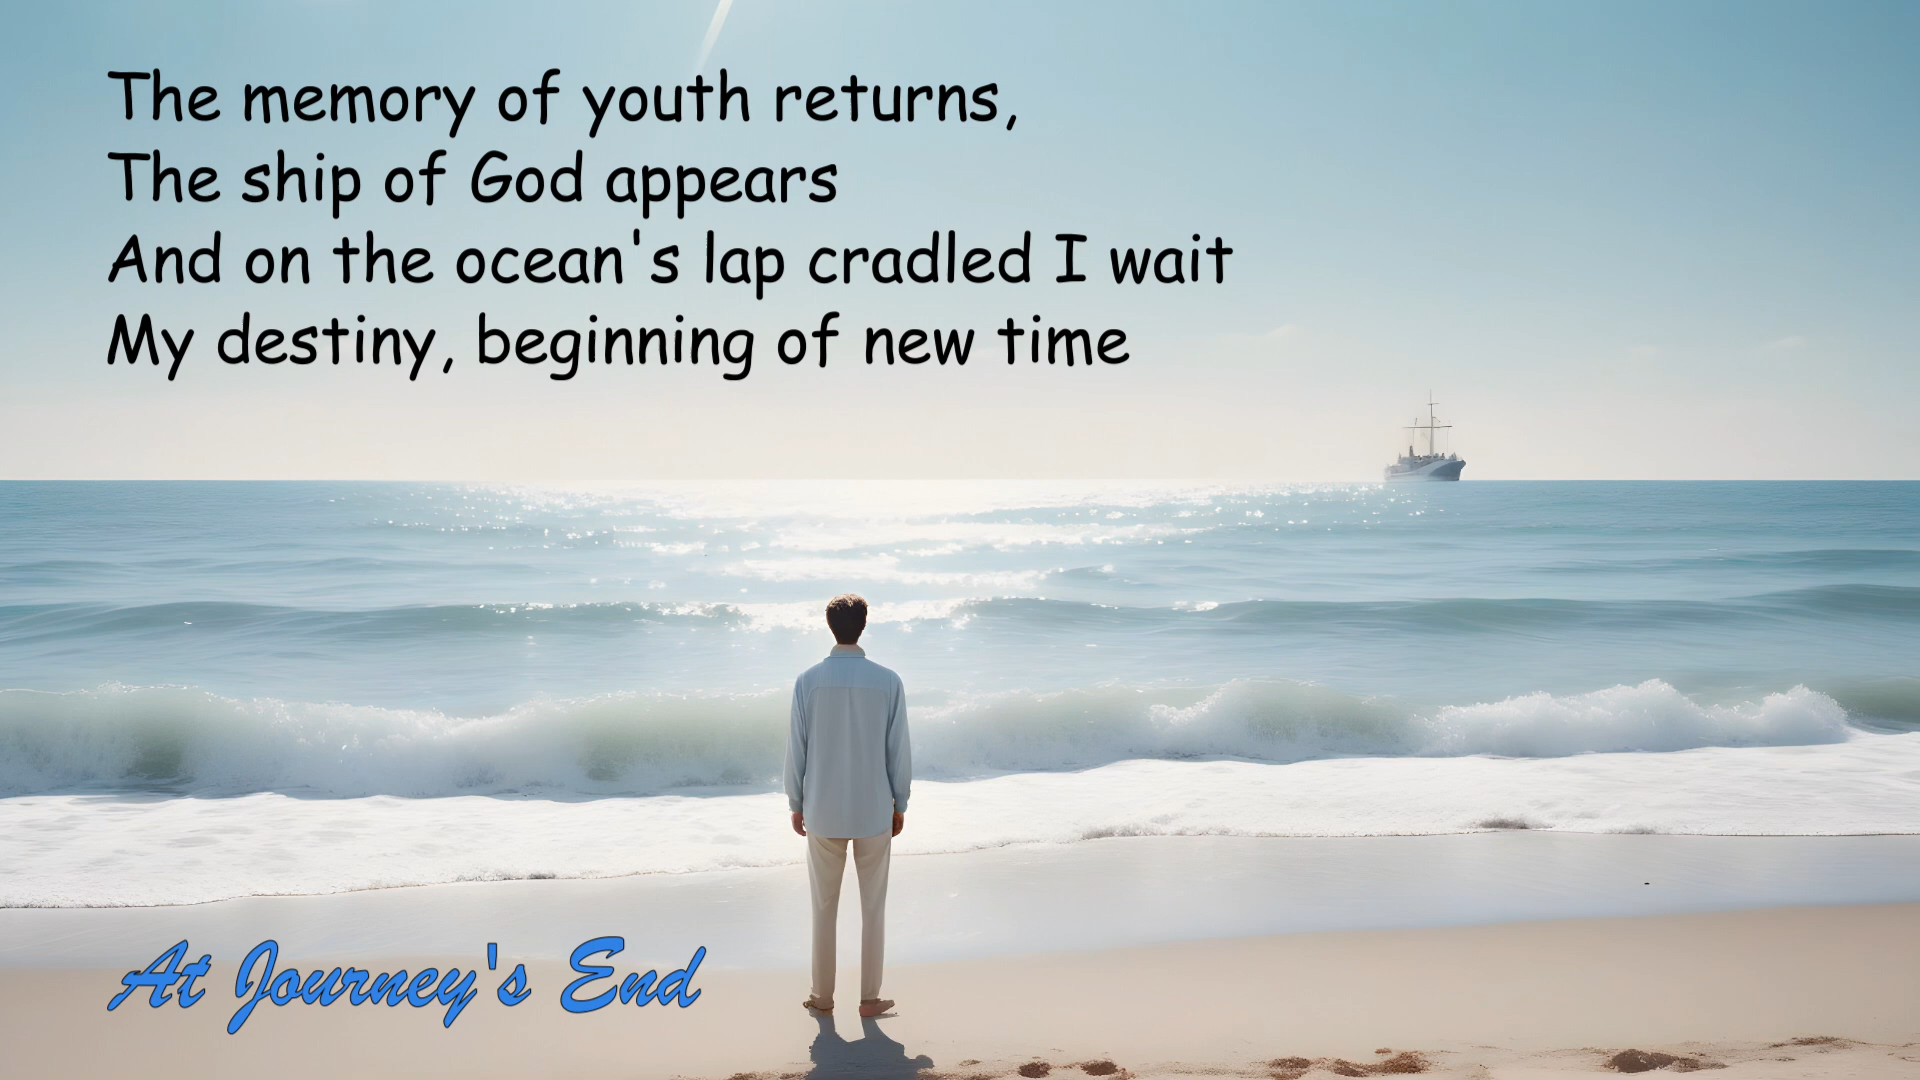 The memory of youth returns,
The ship of God appears
And on the ocean's lap cradled I wait
My destiny, beginning of new time
At Journey's End